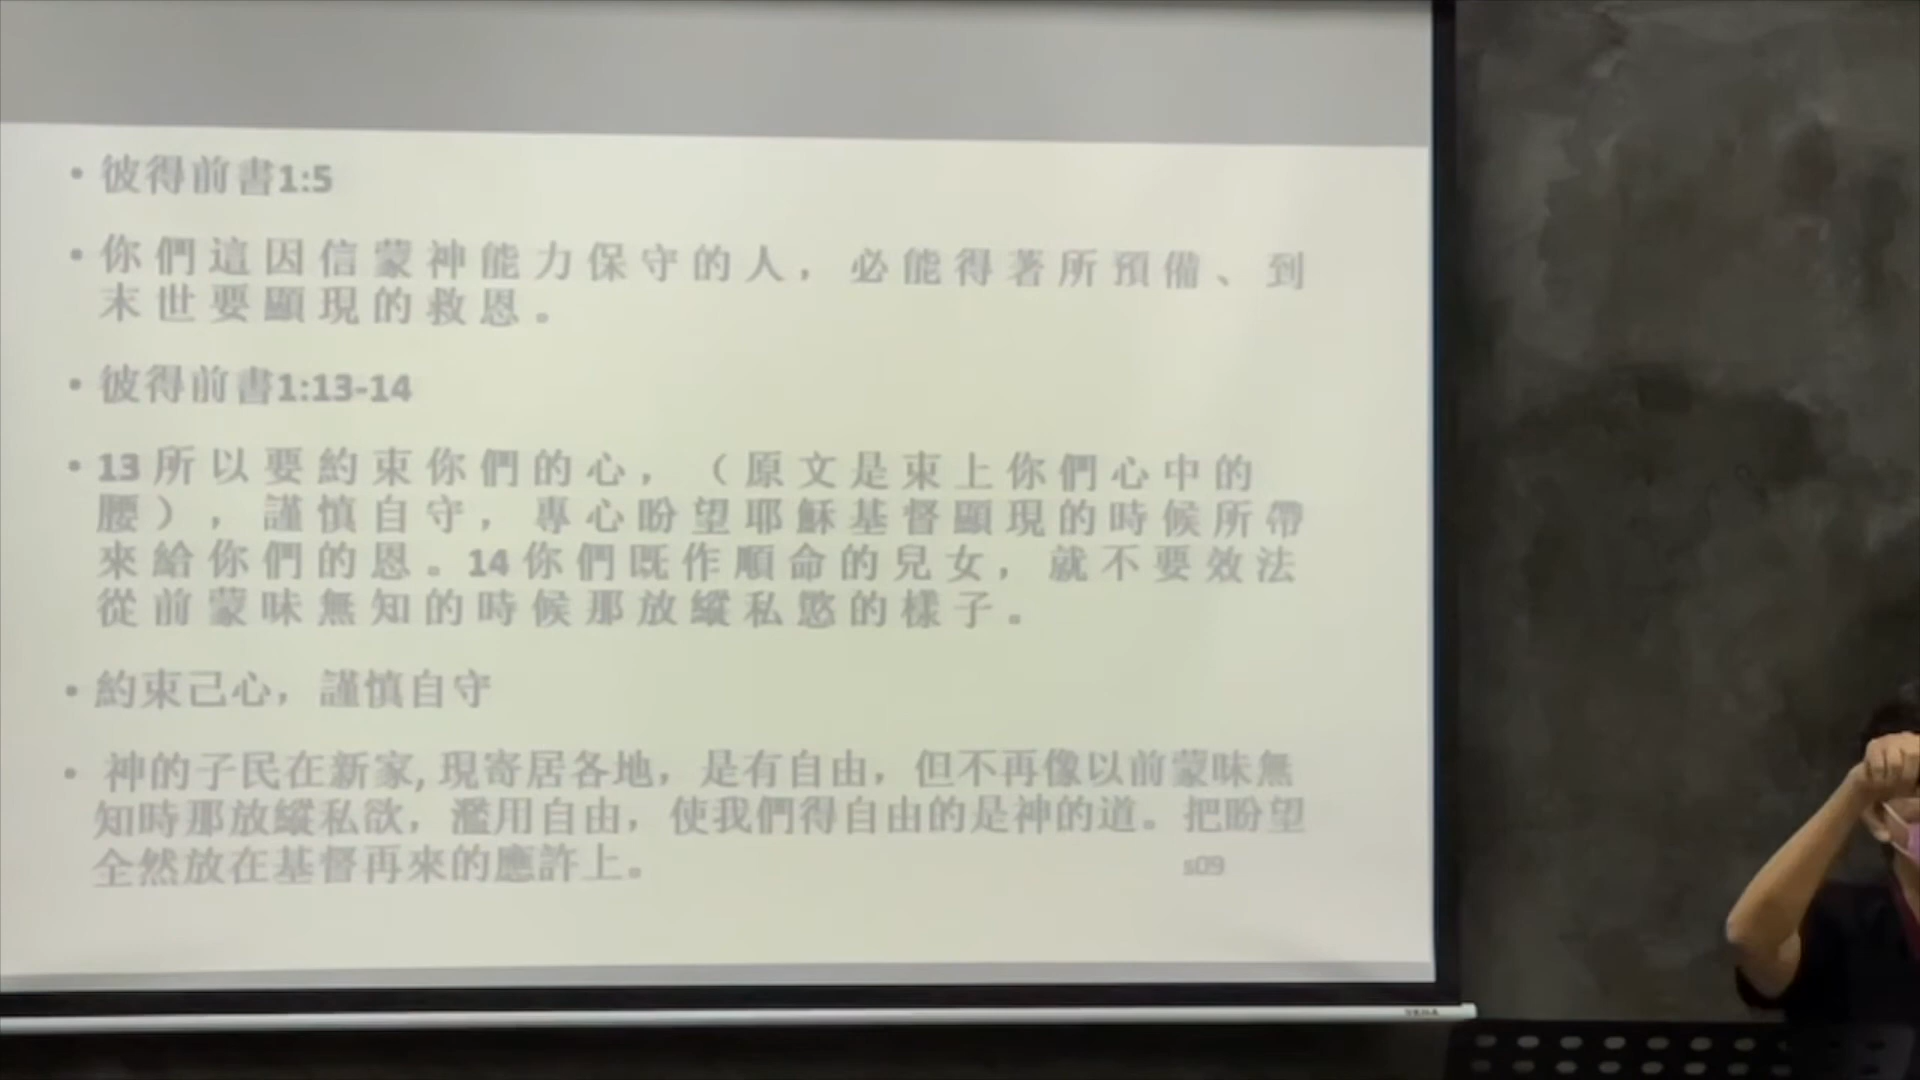 • 彼得前書1:5
• 你們這因信蒙神能力保守的人，必能得著所預備、到
末世要顯現的救恩。
• 彼得前書1:13-14
• 13所以要約束你們的心，（原文是束上你們心中的
腰），謹慎自守，專心盼望耶穌基督顯現的時候所帶
來給你們的恩。14你們既作順命的兒女，就不要效法
從前蒙昧無知的時候那放縱私慾的樣子。
• 約束己心，謹慎自守
• 神的子民在新家,現寄居各地，是有自由，但不再像以前蒙昧無
知時那放縱私欲，濫用自由，使我們得自由的是神的道。把盼望
全然放在基督再來的應許上。
s09